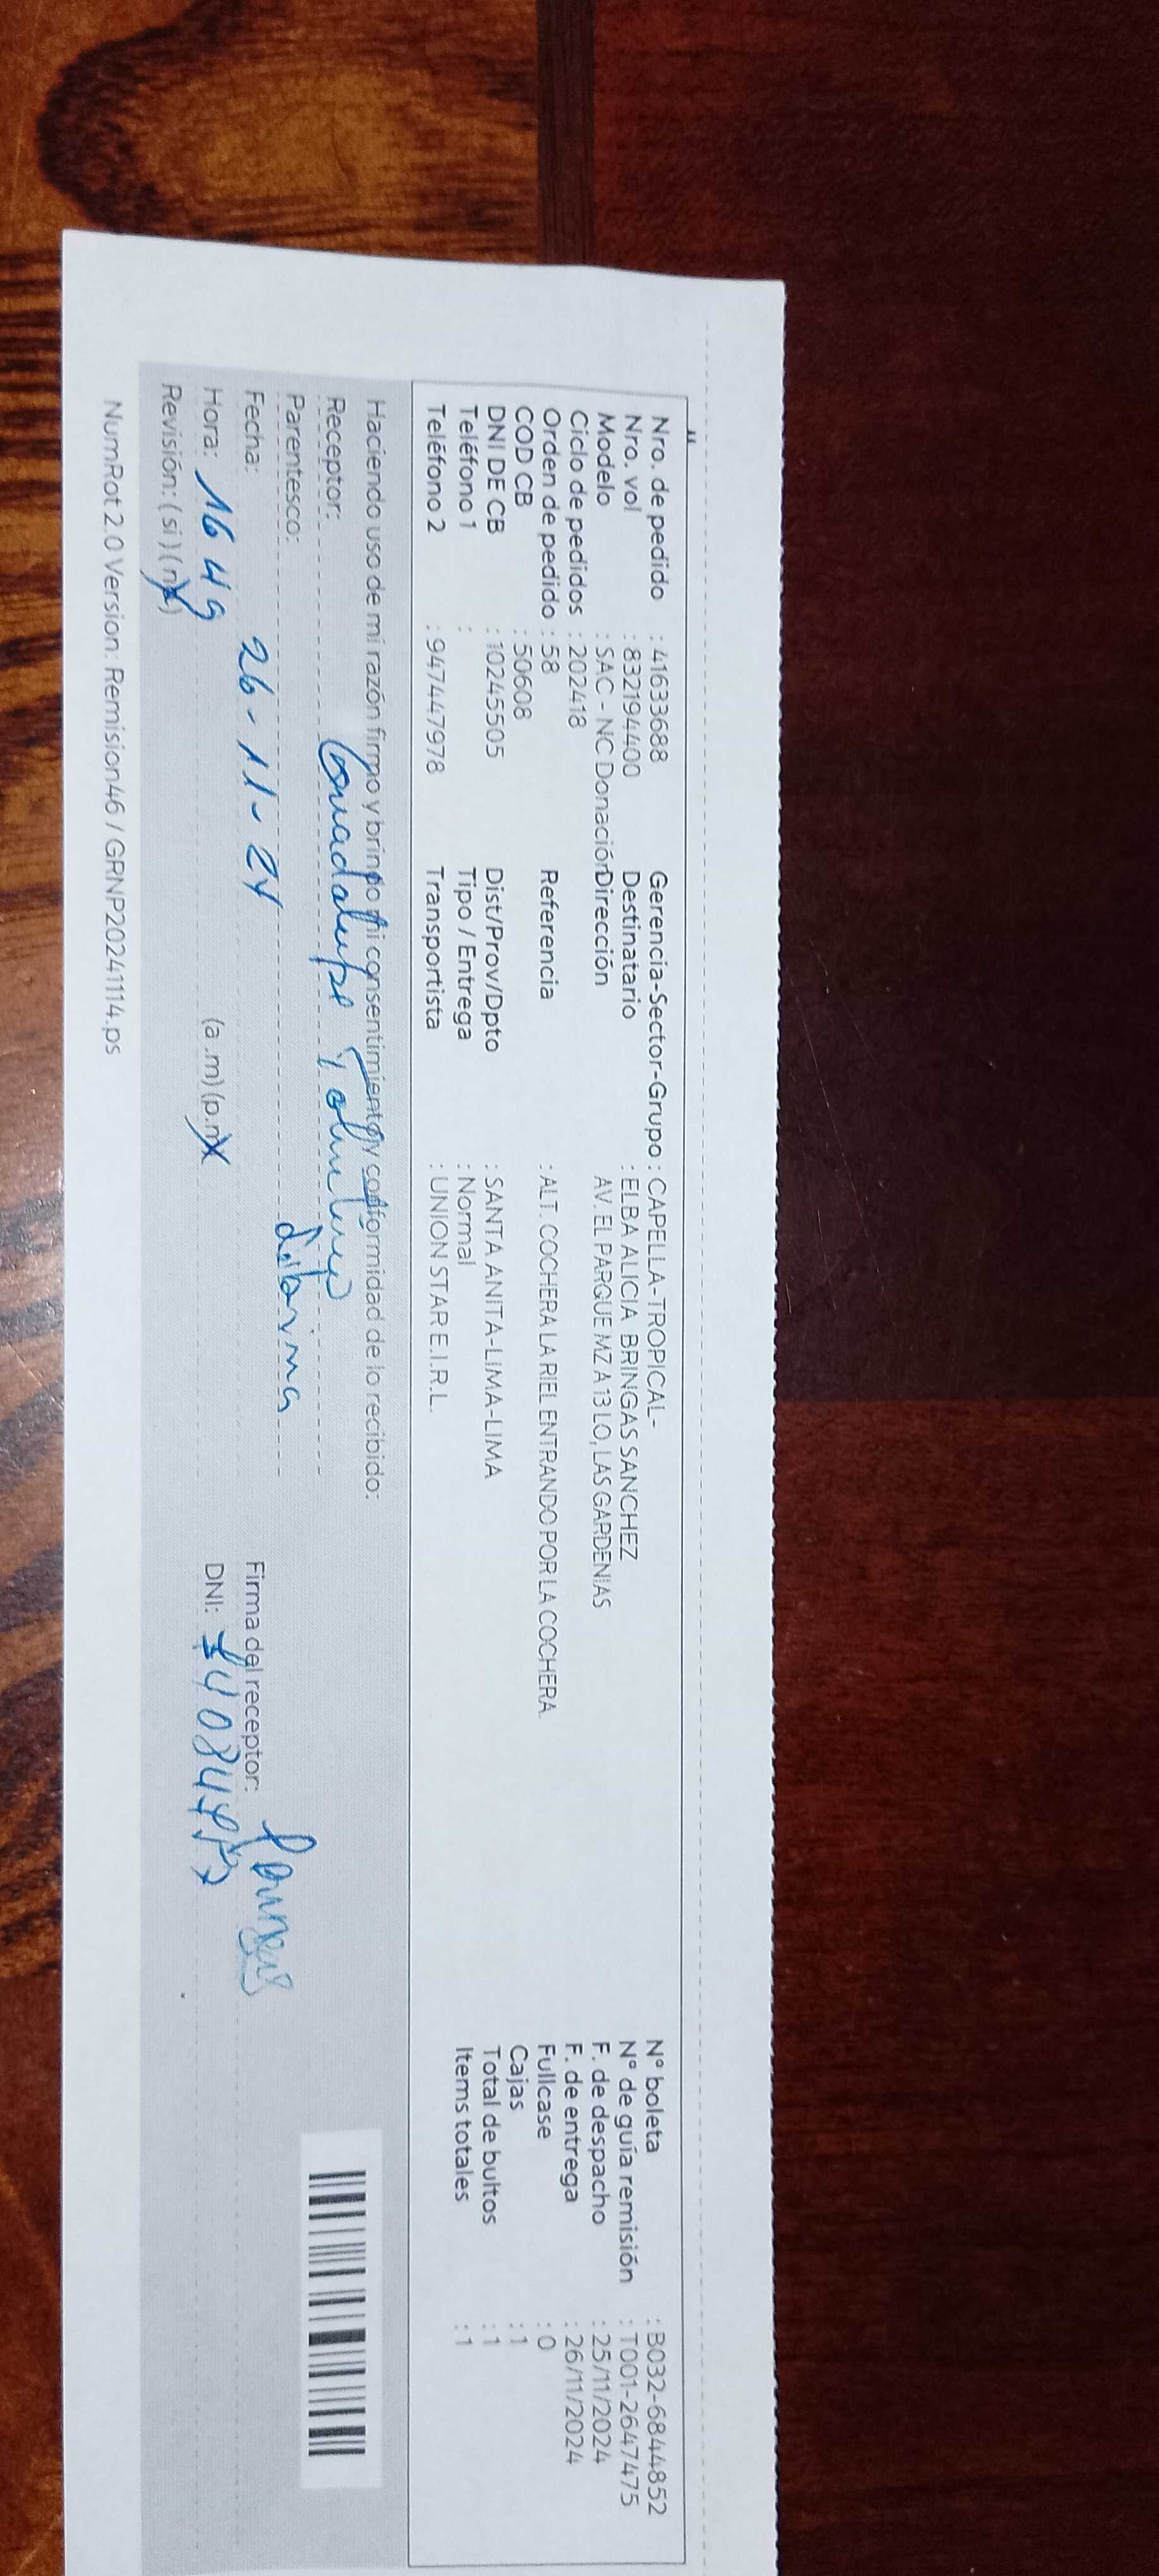 Nro. de pedido : 41633688 Gerencia-Sector-Grupo : CAPELLA-TROPICAL- N° boleta : B032-6844852
Nro. vol : 832194400 Destinatario : ELBA ALICIA BRINGAS SANCHEZ N° de guía remisión : T001-2647475
Modelo : SAC - NC Donación Dirección AV. EL PARQUE MZ A 13 LO, LAS GARDENIAS F. de despacho : 25/11/2024
Ciclo de pedidos : 202418 F. de entrega : 26/11/2024
Orden de pedido : 58 Referencia : ALT. COCHERA LA RIEL ENTRANDO POR LA COCHERA. Fullcase : 0
COD CB : 50608 Cajas : 1
DNI DE CB : 10245505 Dist/Prov/Dpto : SANTA ANITA-LIMA-LIMA Total de bultos : 1
Teléfono 1 : Tipo / Entrega : Normal Items totales : 1
Teléfono 2 : 947447978 Transportista : UNION STAR E.I.R.L.
Haciendo uso de mi razón firmo y brindo mi consentimiento y conformidad de lo recibido:
Receptor: Guadalupe
Parentesco:
Fecha: 26-11-24 Firma del receptor:
Hora: 16 49 (a.m) (p.m) DNI:
Revisión: (si) (no)
NumRot 2.0 Version: Remision46 / GRNP20241114.ps